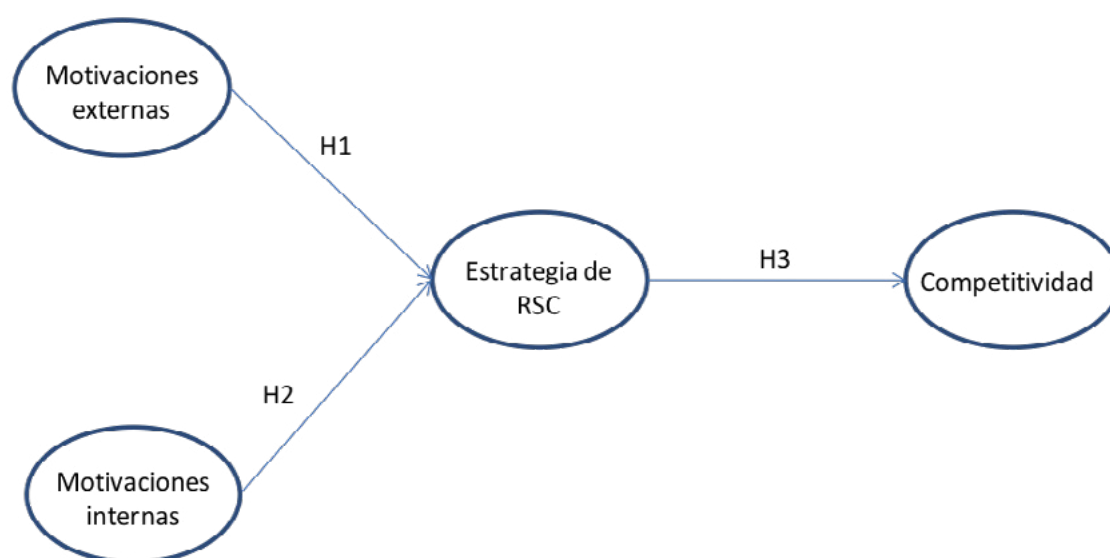 Motivaciones
externas
H1
Estrategia de
RSC
H3
Competitividad
H2
Motivaciones
internas